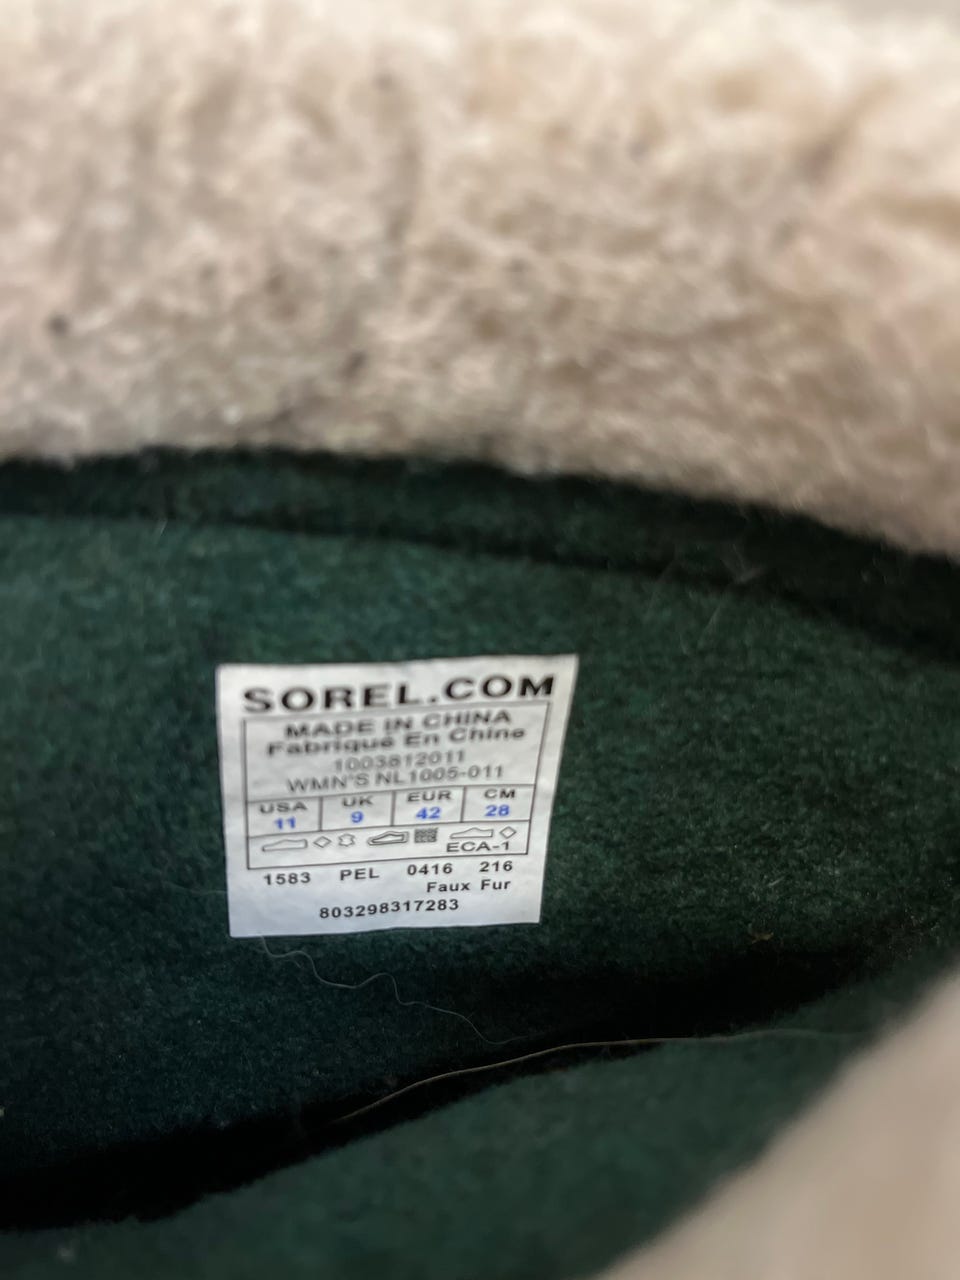 SOREL.COM
MADE IN CHINA
Fabriqué En Chine
1003812011
WMN'S NL1005-011
USA UK EUR CM
11 9 42 28
ECA-1
1583 PEL 0416 216
Faux Fur
803298317283